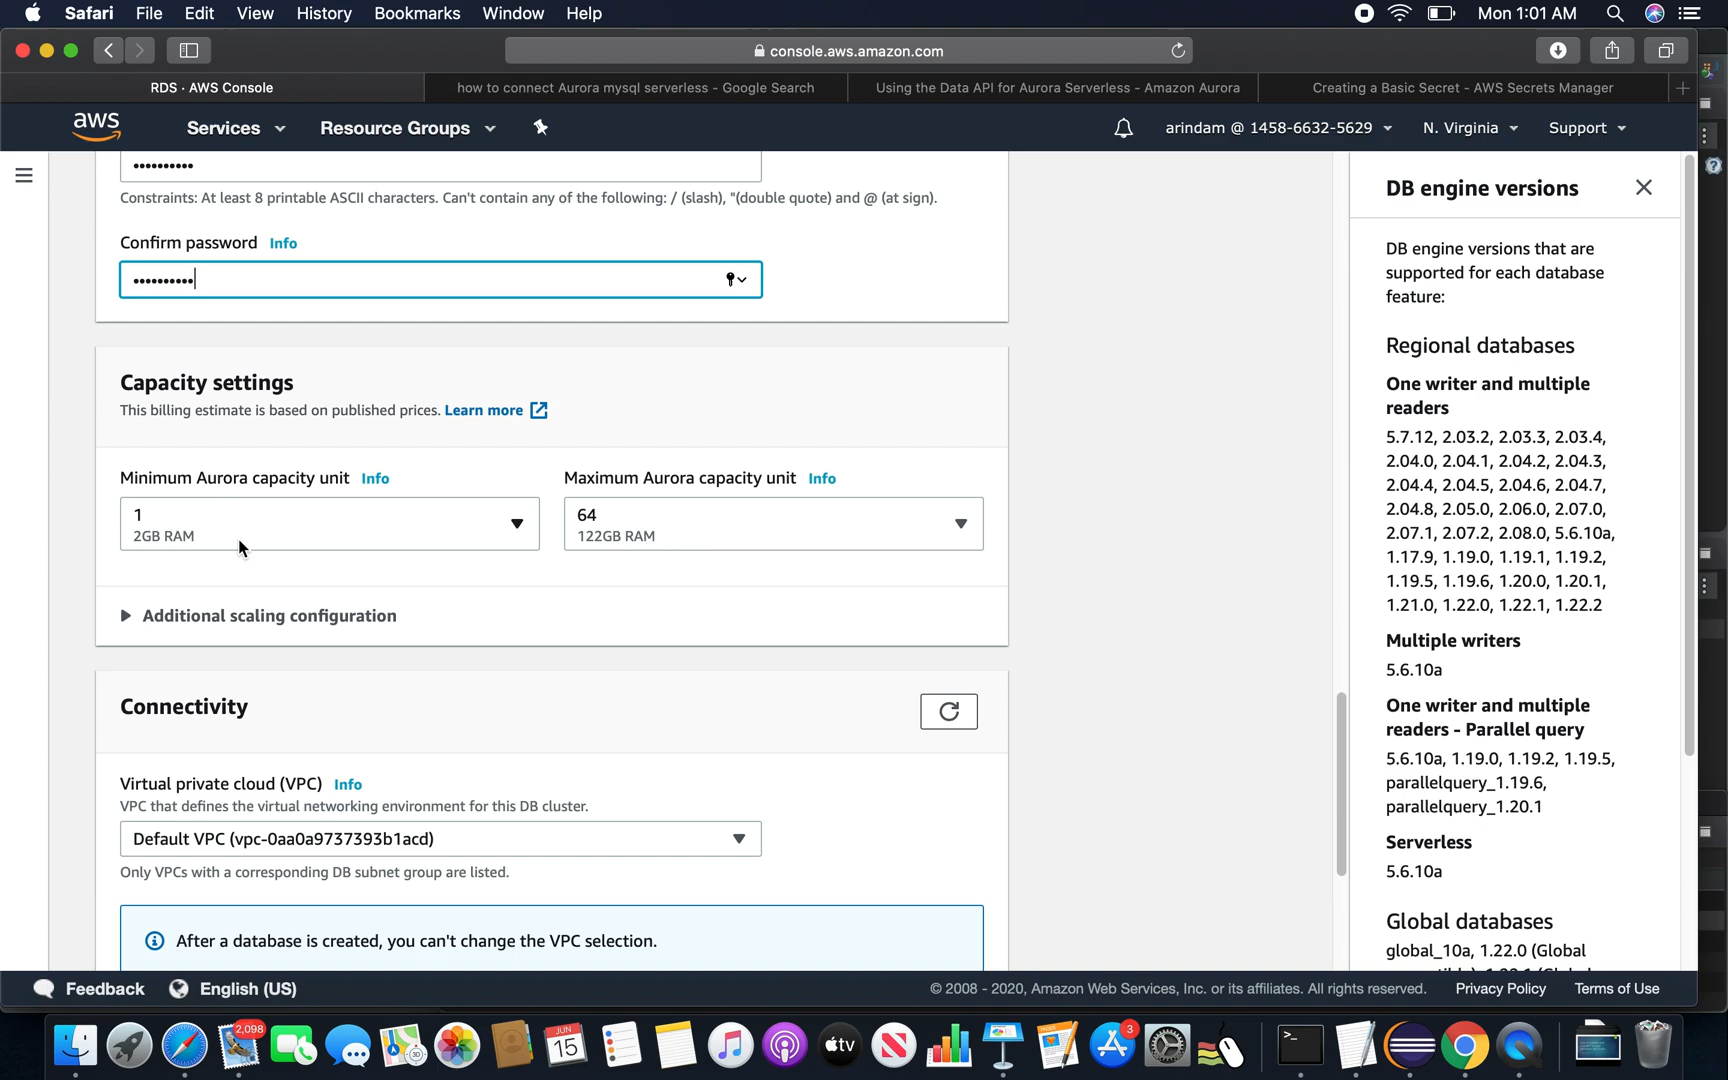 Safari File Edit View History Bookmarks Window Help Mon 1:01 AM
console.aws.amazon.com
RDS · AWS Console
how to connect Aurora mysql serverless - Google Search
Using the Data API for Aurora Serverless - Amazon Aurora
Creating a Basic Secret - AWS Secrets Manager
aws Services Resource Groups arindam @ 1458-6632-5629 N. Virginia Support
••••••••••
Constraints: At least 8 printable ASCII characters. Can't contain any of the following: / (slash), "(double quote) and @ (at sign).
Confirm password Info
••••••••••
Capacity settings
This billing estimate is based on published prices. Learn more
Minimum Aurora capacity unit Info
1
2GB RAM
Maximum Aurora capacity unit Info
64
122GB RAM
Additional scaling configuration
Connectivity
Virtual private cloud (VPC) Info
VPC that defines the virtual networking environment for this DB cluster.
Default VPC (vpc-0aa0a9737393b1acd)
Only VPCs with a corresponding DB subnet group are listed.
After a database is created, you can't change the VPC selection.
DB engine versions
DB engine versions that are
supported for each database
feature:
Regional databases
One writer and multiple
readers
5.7.12, 2.03.2, 2.03.3, 2.03.4,
2.04.0, 2.04.1, 2.04.2, 2.04.3,
2.04.4, 2.04.5, 2.04.6, 2.04.7,
2.04.8, 2.05.0, 2.06.0, 2.07.0,
2.07.1, 2.07.2, 2.08.0, 5.6.10a,
1.17.9, 1.19.0, 1.19.1, 1.19.2,
1.19.5, 1.19.6, 1.20.0, 1.20.1,
1.21.0, 1.22.0, 1.22.1, 1.22.2
Multiple writers
5.6.10a
One writer and multiple
readers - Parallel query
5.6.10a, 1.19.0, 1.19.2, 1.19.5,
parallelquery_1.19.6,
parallelquery_1.20.1
Serverless
5.6.10a
Global databases
global_10a, 1.22.0 (Global
Feedback English (US)
© 2008 - 2020, Amazon Web Services, Inc. or its affiliates. All rights reserved. Privacy Policy Terms of Use
2,098
JUN
15
tv
3